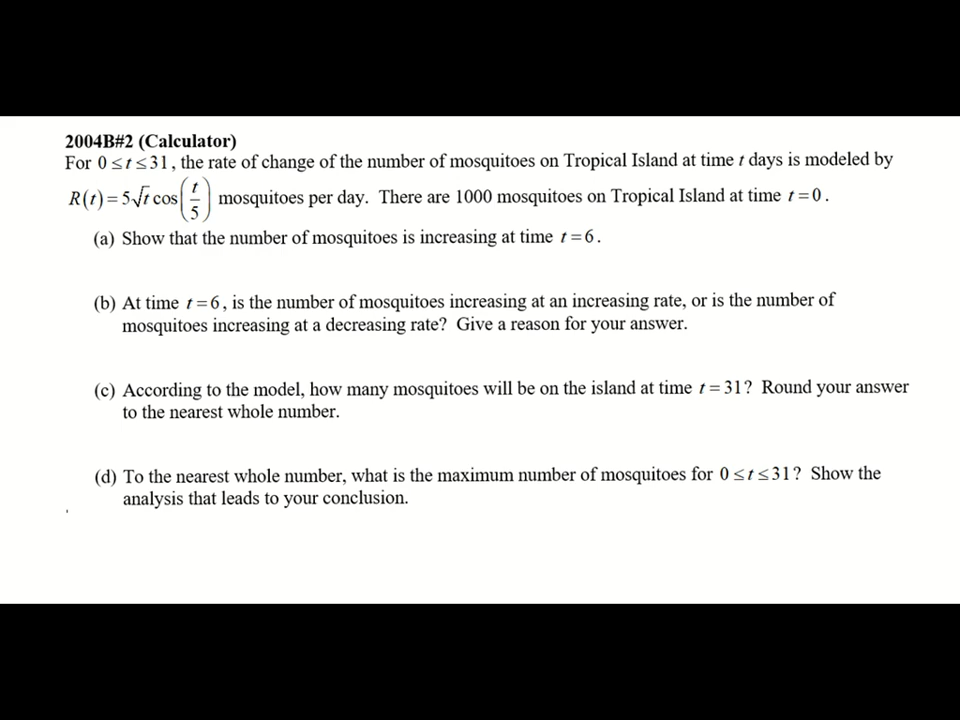 2004B#2 (Calculator)
For 0 ≤ t ≤ 31, the rate of change of the number of mosquitoes on Tropical Island at time t days is modeled by
R(t) = 5√t cos(t/5) mosquitoes per day. There are 1000 mosquitoes on Tropical Island at time t = 0.
(a) Show that the number of mosquitoes is increasing at time t = 6.
(b) At time t = 6, is the number of mosquitoes increasing at an increasing rate, or is the number of
mosquitoes increasing at a decreasing rate? Give a reason for your answer.
(c) According to the model, how many mosquitoes will be on the island at time t = 31? Round your answer
to the nearest whole number.
(d) To the nearest whole number, what is the maximum number of mosquitoes for 0 ≤ t ≤ 31? Show the
analysis that leads to your conclusion.